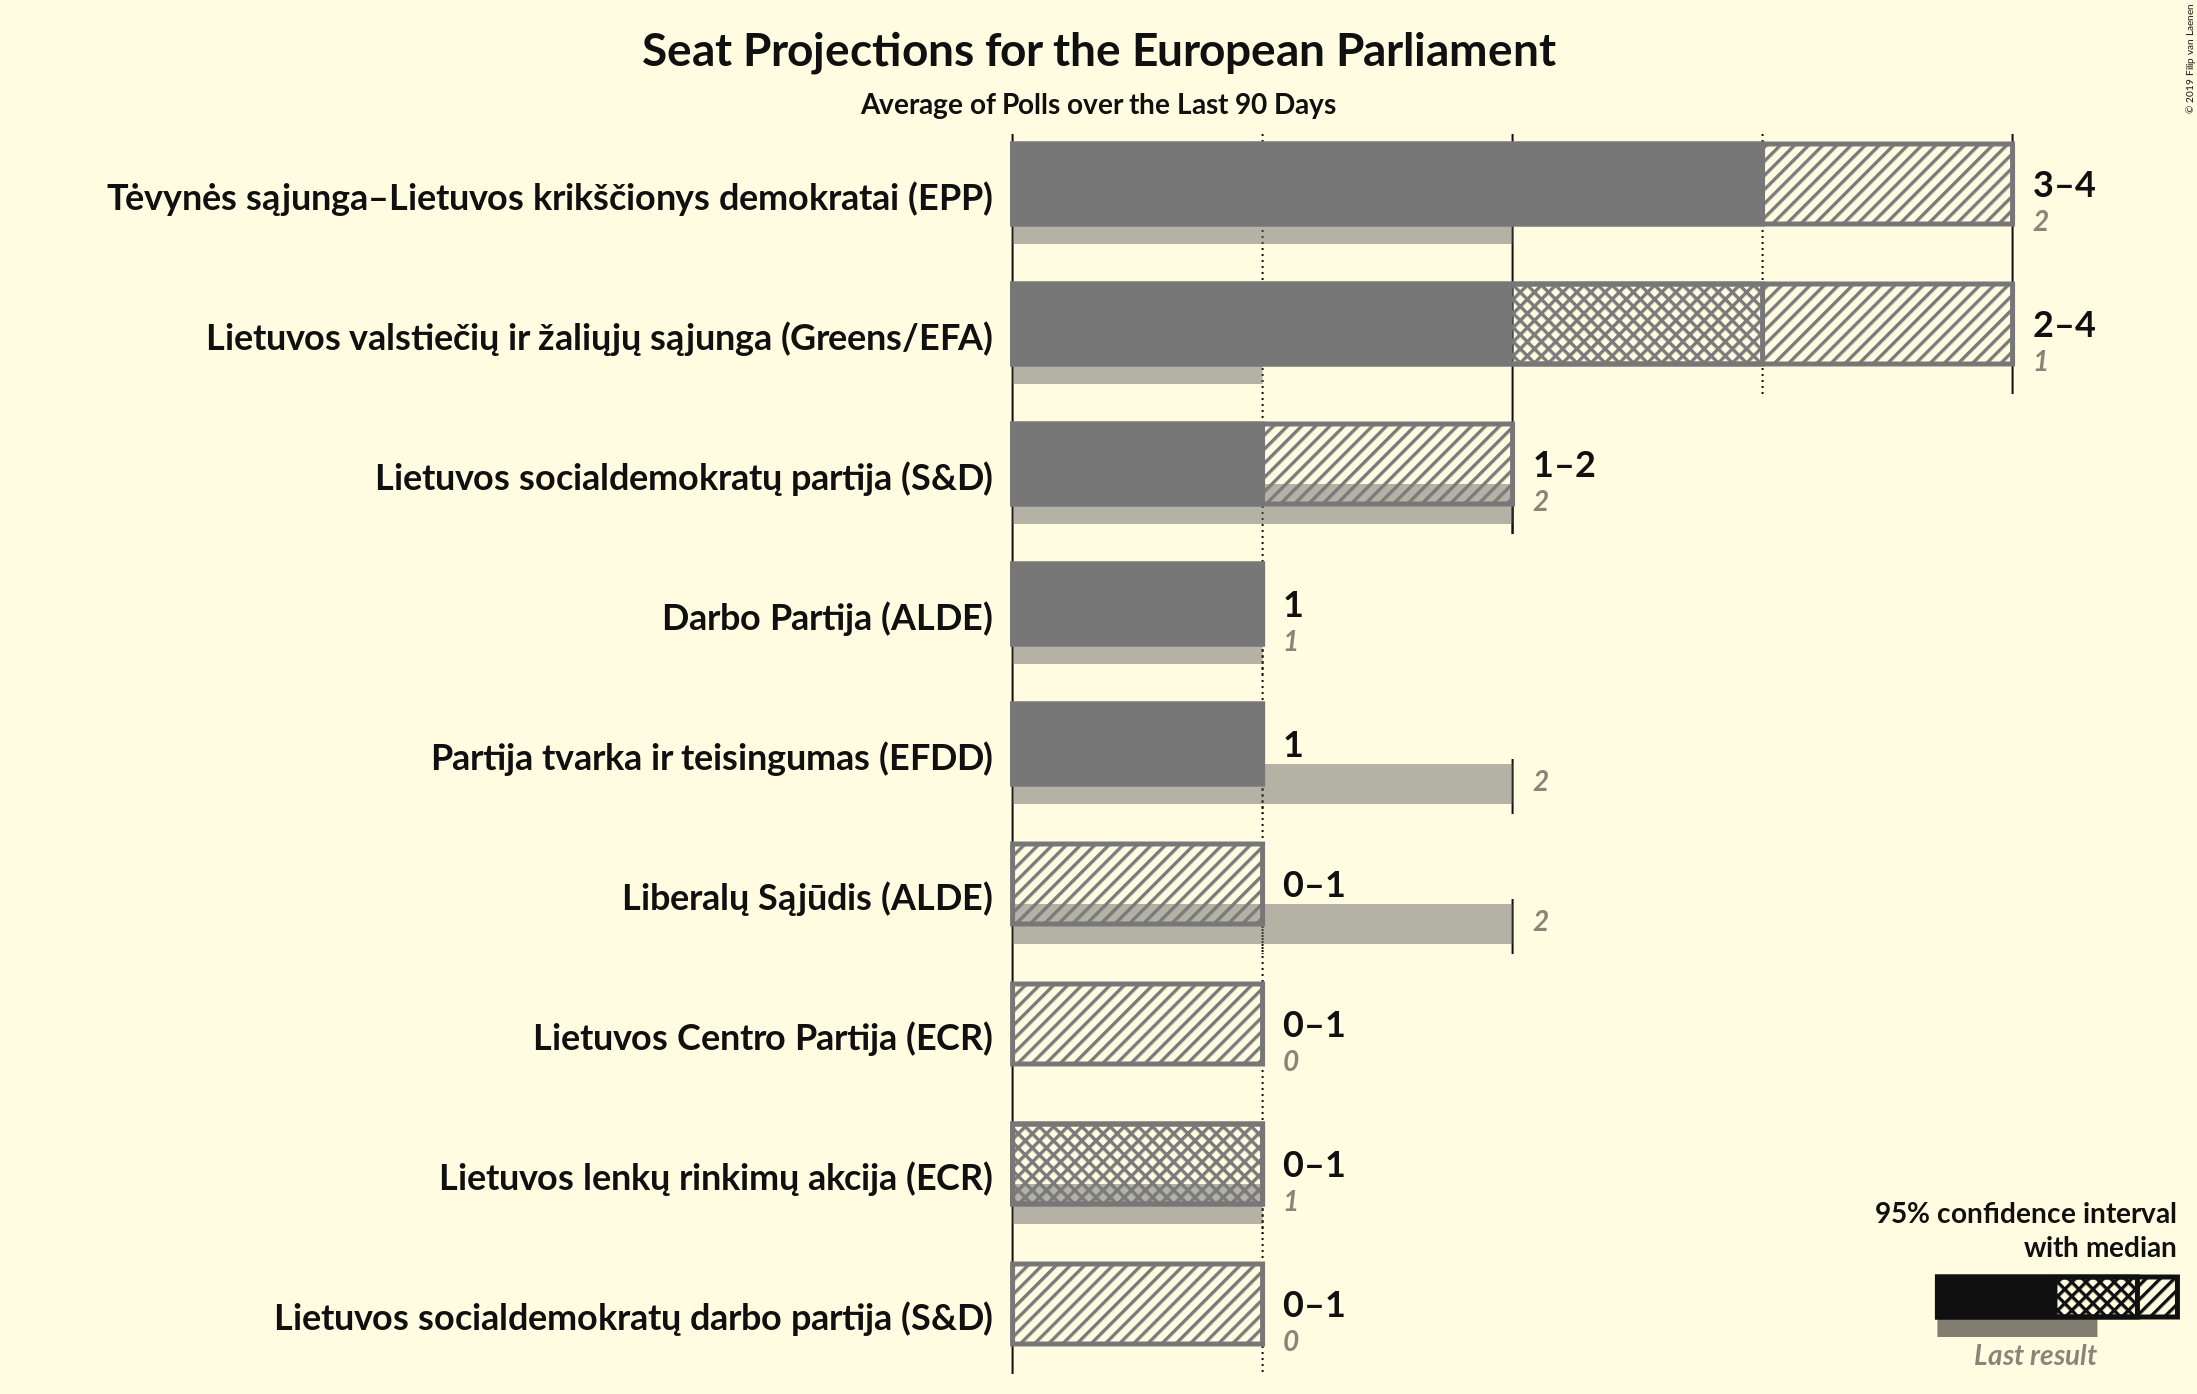 Seat Projections for the European Parliament
Average of Polls over the Last 90 Days
© 2019 Filip van Laenen
Tėvynės sąjunga–Lietuvos krikščionys demokratai (EPP)
3–4
2
Lietuvos valstiečių ir žaliųjų sąjunga (Greens/EFA)
2–4
1
Lietuvos socialdemokratų partija (S&D)
1–2
2
Darbo Partija (ALDE)
1
1
Partija tvarka ir teisingumas (EFDD)
1
2
Liberalų Sąjūdis (ALDE)
0–1
2
Lietuvos Centro Partija (ECR)
0–1
0
Lietuvos lenkų rinkimų akcija (ECR)
0–1
1
Lietuvos socialdemokratų darbo partija (S&D)
0–1
0
95% confidence interval
with median
Last result